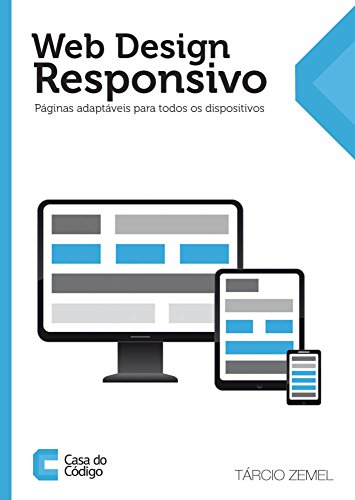 Web Design
Responsivo
Páginas adaptáveis para todos os dispositivos
Casa do
Código
TÁRCIO ZEMEL